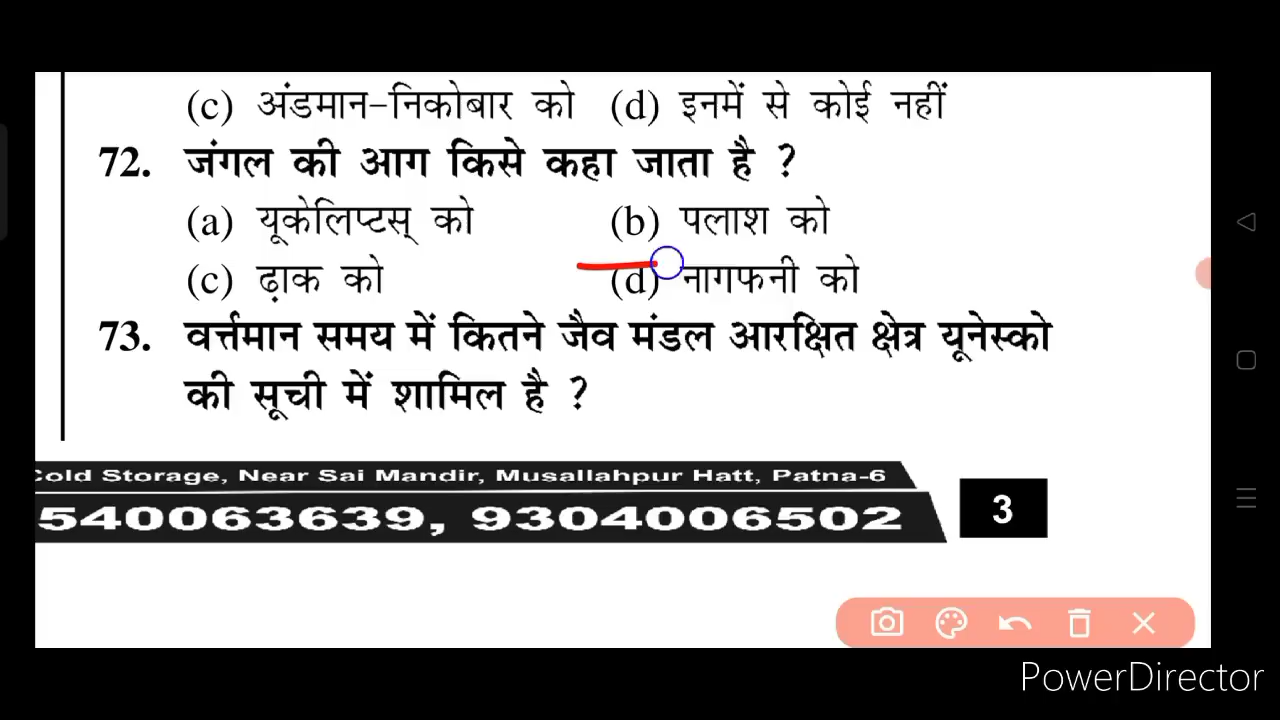 (c) अंडमान-निकोबार को (d) इनमें से कोई नहीं
72. जंगल की आग किसे कहा जाता है ?
(a) यूकेलिप्टस् को (b) पलाश को
(c) ढ़ाक को (d) नागफनी को
73. वर्त्तमान समय में कितने जैव मंडल आरक्षित क्षेत्र यूनेस्को
की सूची में शामिल है ?
Cold Storage, Near Sai Mandir, Musallahpur Hatt, Patna-6
540063639, 9304006502
3
PowerDirector